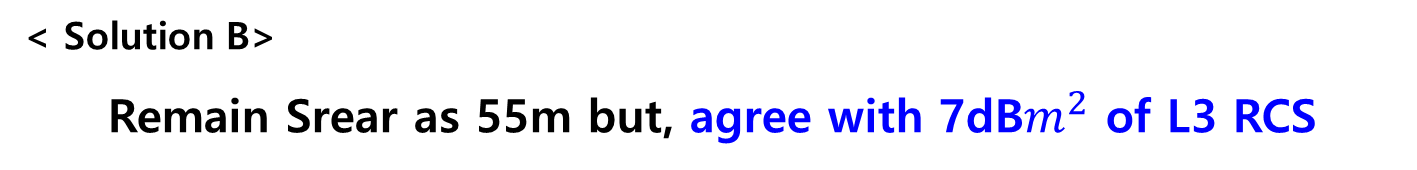 < Solution B>
Remain Srear as 55m but, agree with 7dB𝑚² of L3 RCS